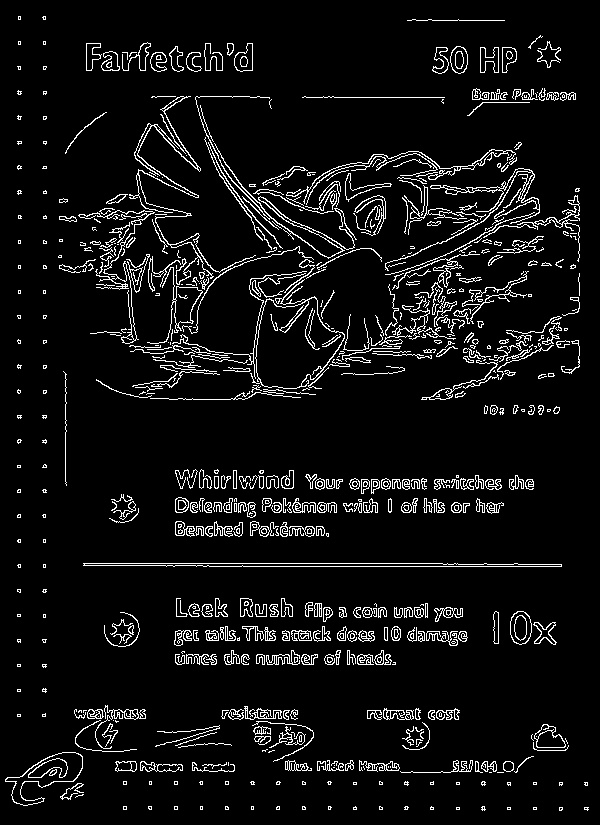 Farfetch'd
50 HP
Basic Pokémon
Whirlwind Your opponent switches the
Defending Pokémon with 1 of his or her
Benched Pokémon.
Leek Rush Flip a coin until you
get tails. This attack does 10 damage
times the number of heads.
10x
weakness
resistance
retreat cost
-30
Illus. Midori Harada
55/144